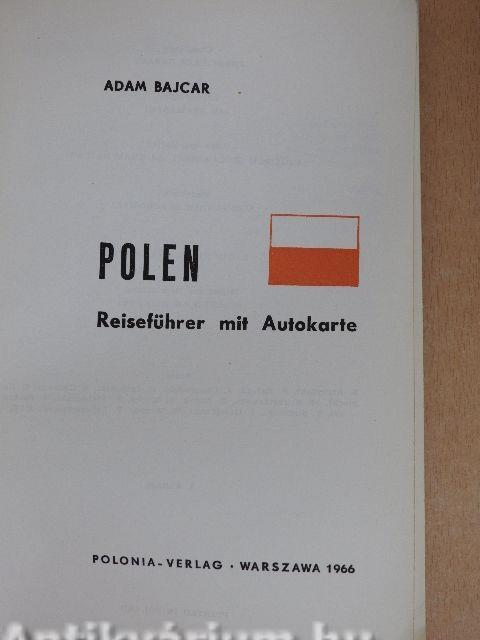 ADAM BAJCAR
POLEN
Reiseführer mit Autokarte
POLONIA-VERLAG · WARSZAWA 1966
Antikvárium.hu